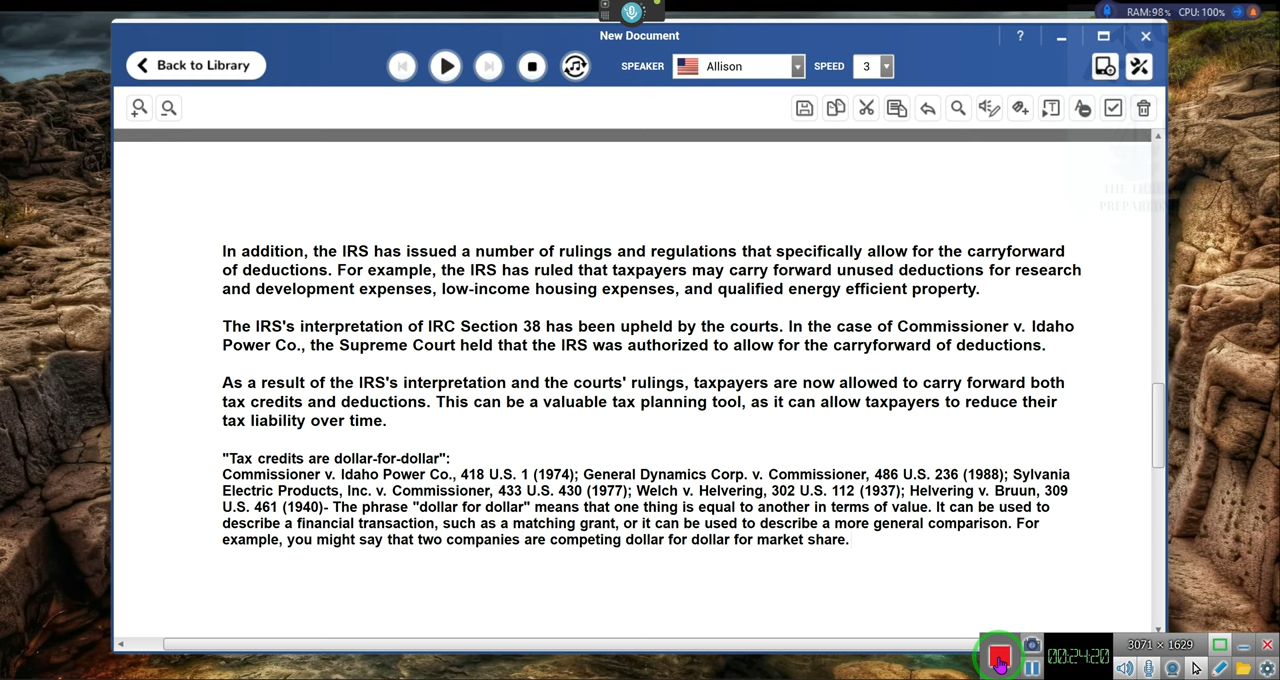 RAM:98% CPU:100%
New Document
?
Back to Library
SPEAKER
Allison
SPEED
3
In addition, the IRS has issued a number of rulings and regulations that specifically allow for the carryforward
of deductions. For example, the IRS has ruled that taxpayers may carry forward unused deductions for research
and development expenses, low-income housing expenses, and qualified energy efficient property.
The IRS's interpretation of IRC Section 38 has been upheld by the courts. In the case of Commissioner v. Idaho
Power Co., the Supreme Court held that the IRS was authorized to allow for the carryforward of deductions.
As a result of the IRS's interpretation and the courts' rulings, taxpayers are now allowed to carry forward both
tax credits and deductions. This can be a valuable tax planning tool, as it can allow taxpayers to reduce their
tax liability over time.
"Tax credits are dollar-for-dollar":
Commissioner v. Idaho Power Co., 418 U.S. 1 (1974); General Dynamics Corp. v. Commissioner, 486 U.S. 236 (1988); Sylvania
Electric Products, Inc. v. Commissioner, 433 U.S. 430 (1977); Welch v. Helvering, 302 U.S. 112 (1937); Helvering v. Bruun, 309
U.S. 461 (1940)- The phrase "dollar for dollar" means that one thing is equal to another in terms of value. It can be used to
describe a financial transaction, such as a matching grant, or it can be used to describe a more general comparison. For
example, you might say that two companies are competing dollar for dollar for market share.
3071 × 1629
00:24:20